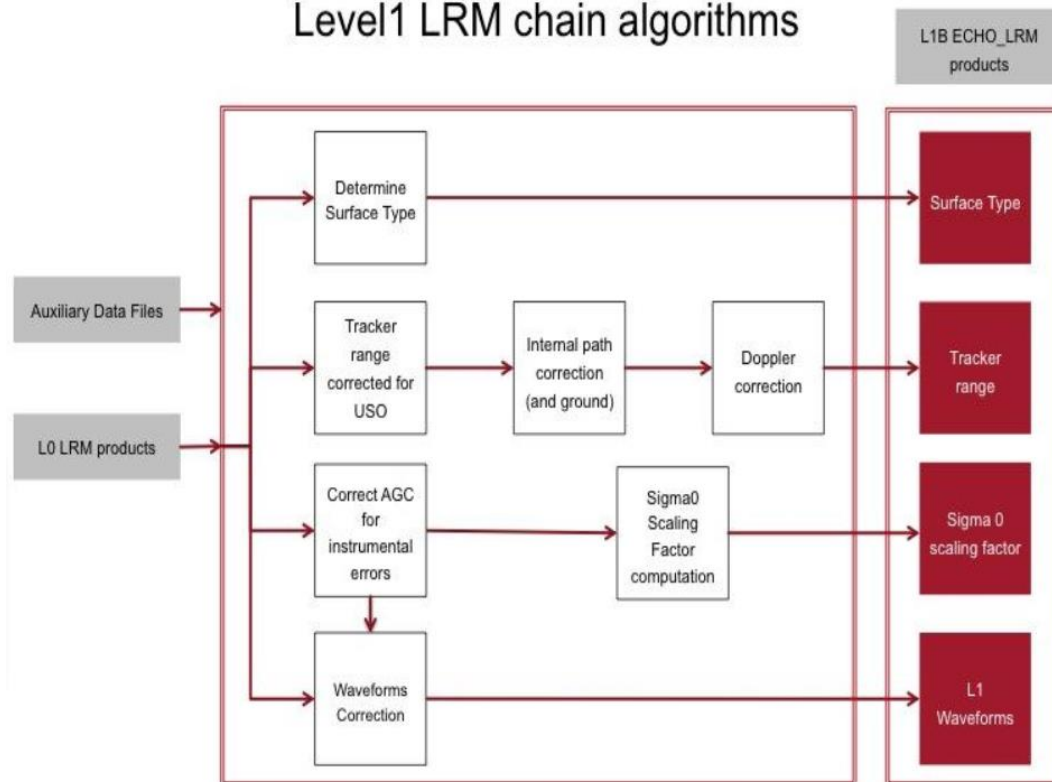 Level1 LRM chain algorithms
L1B ECHO_LRM
products
Determine
Surface Type
Surface Type
Auxiliary Data Files
Tracker
range
corrected for
USO
Internal path
correction
(and ground)
Doppler
correction
Tracker
range
L0 LRM products
Correct AGC
for
instrumental
errors
Sigma0
Scaling
Factor
computation
Sigma 0
scaling factor
Waveforms
Correction
L1
Waveforms